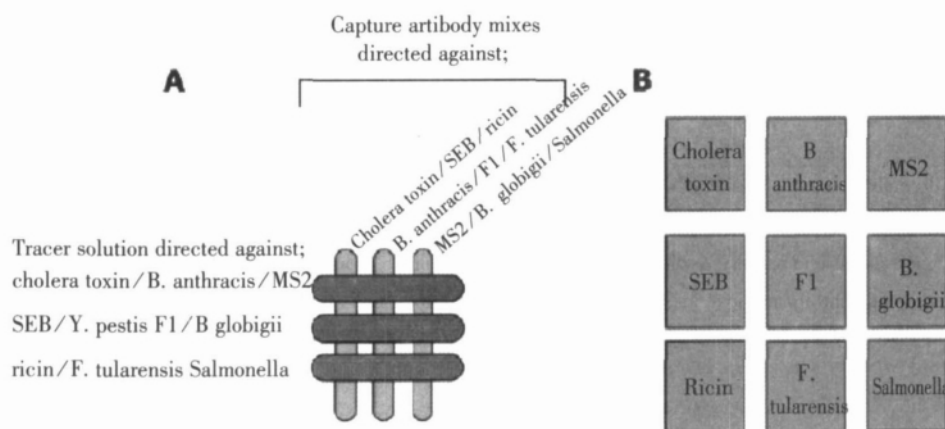 Capture artibody mixes
directed against;
A
B
Cholera toxin/SEB/ricin
B. anthracis/F1/F. tularensis
MS2/B. globigii/Salmonella
Tracer solution directed against;
cholera toxin/B. anthracis/MS2
SEB/Y. pestis F1/B globigii
ricin/F. tularensis Salmonella
Cholera
toxin
B
anthracis
MS2
SEB
F1
B.
globigii
Ricin
F.
tularensis
Salmonella